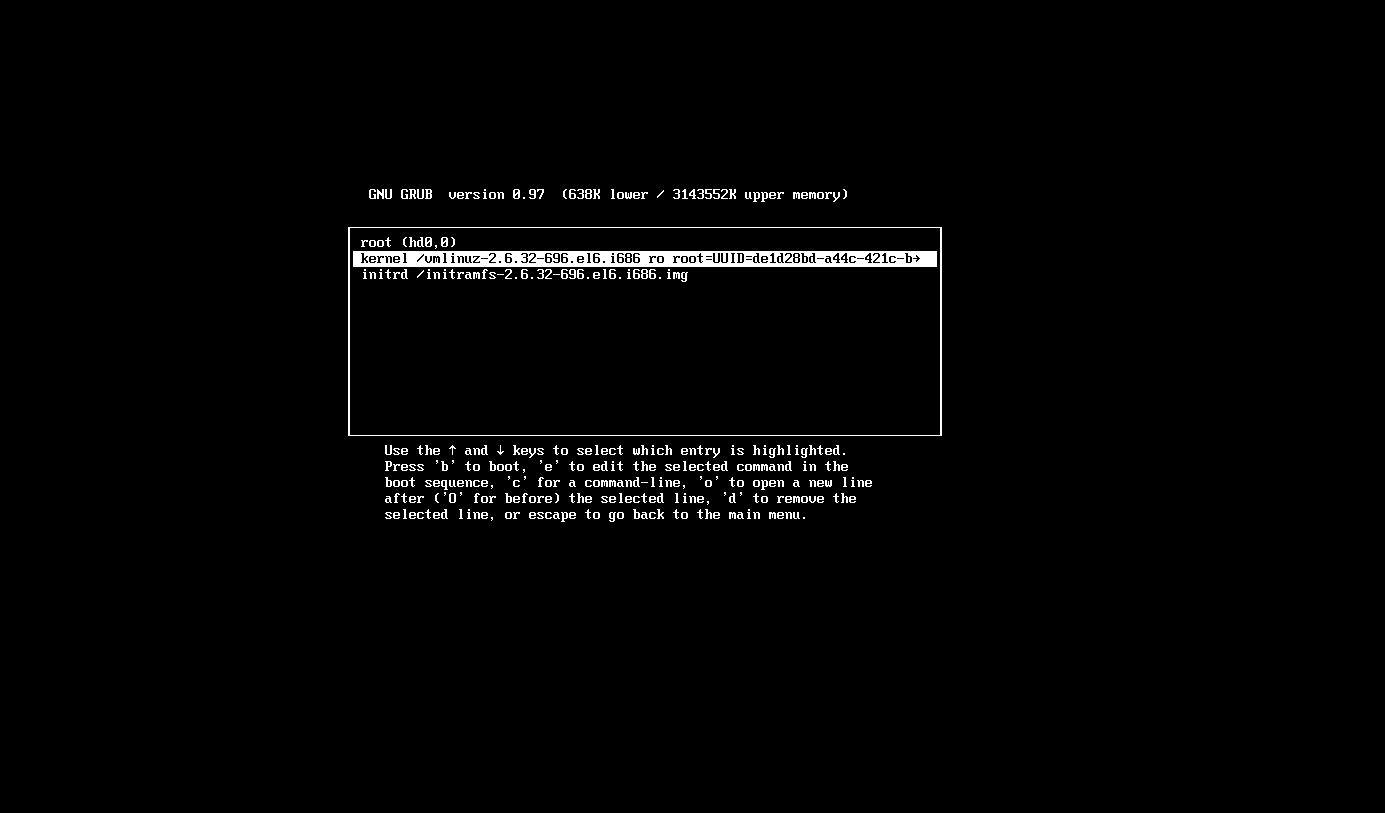 GNU GRUB  version 0.97  (638K lower / 3143552K upper memory)
root (hd0,0)
kernel /vmlinuz-2.6.32-696.el6.i686 ro root=UUID=de1d28bd-a44c-421c-b→
initrd /initramfs-2.6.32-696.el6.i686.img
Use the ↑ and ↓ keys to select which entry is highlighted.
Press 'b' to boot, 'e' to edit the selected command in the
boot sequence, 'c' for a command-line, 'o' to open a new line
after ('O' for before) the selected line, 'd' to remove the
selected line, or escape to go back to the main menu.